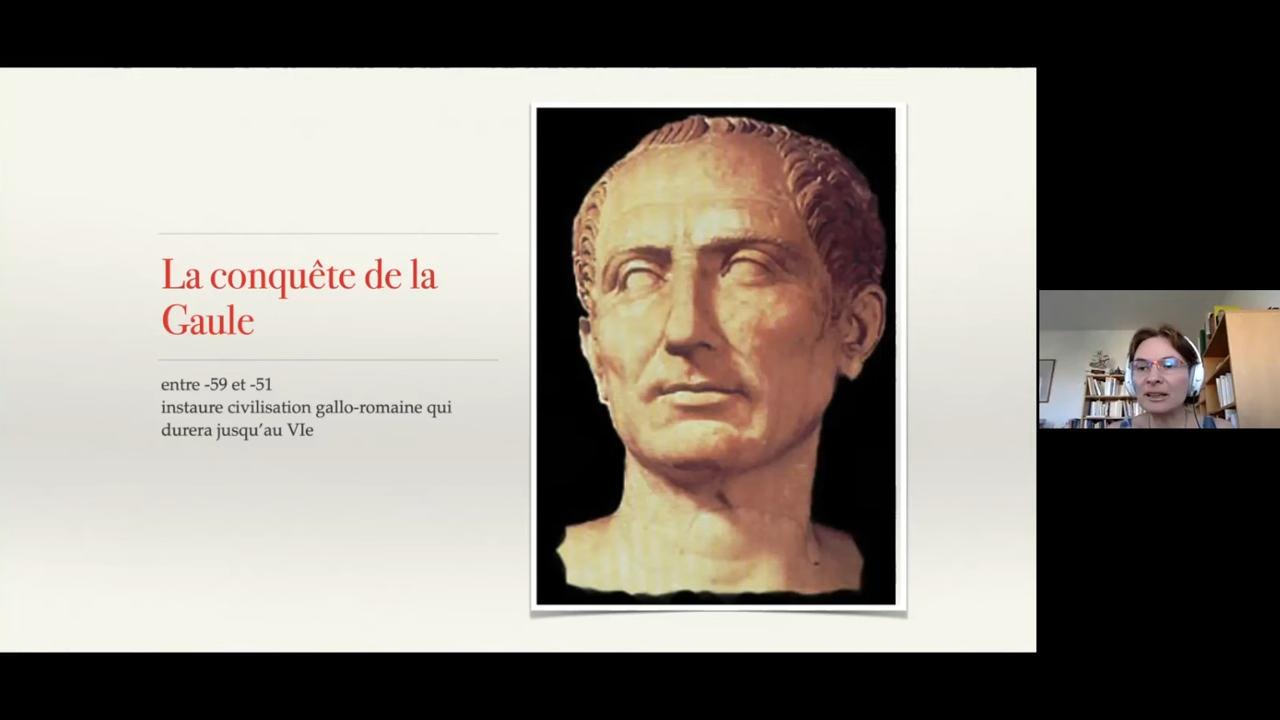 La conquête de la
Gaule
entre -59 et -51
instaure civilisation gallo-romaine qui
durera jusqu’au VIe